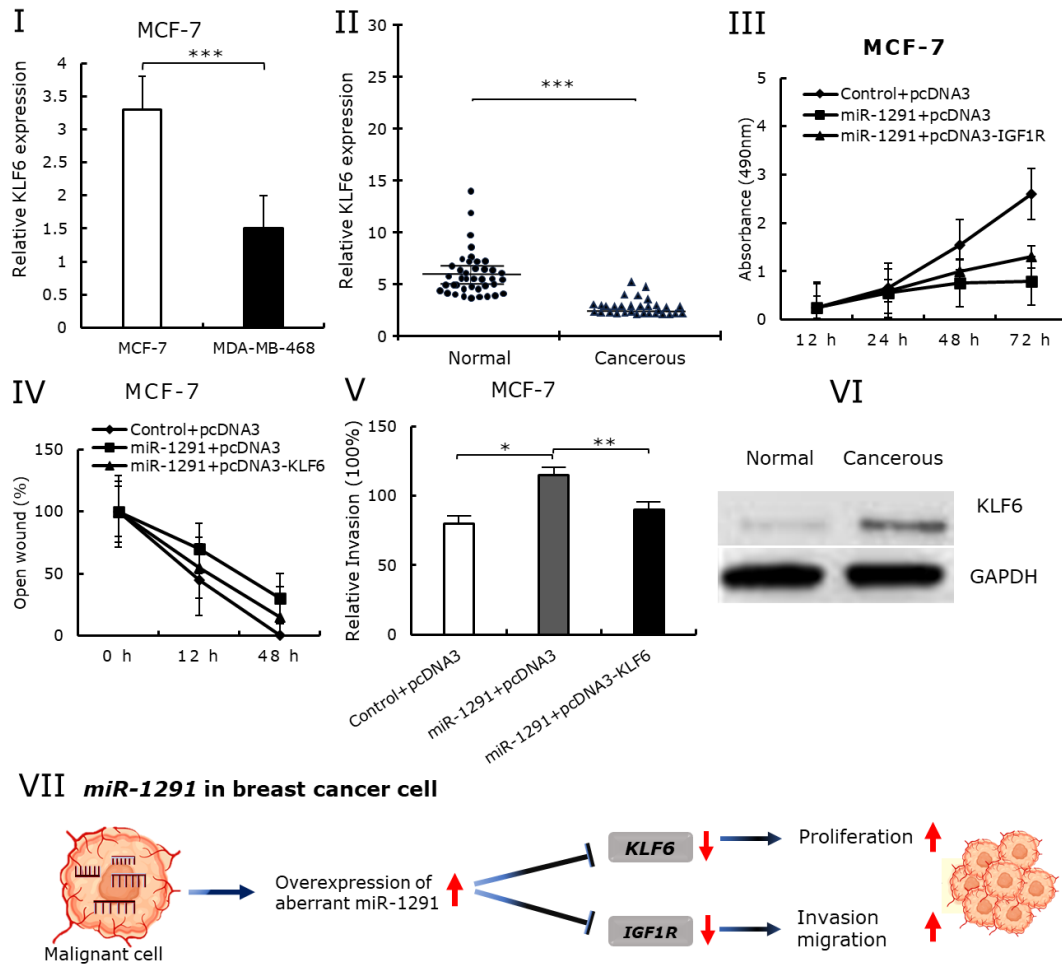 I
MCF-7
***
Relative KLF6 expression
4
3.5
3
2.5
2
1.5
1
0.5
0
MCF-7
MDA-MB-468
II
***
Relative KLF6 expression
30
25
20
15
10
5
0
Normal
Cancerous
III
MCF-7
Control+pcDNA3
miR-1291+pcDNA3
miR-1291+pcDNA3-IGF1R
Absorbance (490nm)
5
4
3
2
1
0
12 h
24 h
48 h
72 h
IV
MCF-7
Control+pcDNA3
miR-1291+pcDNA3
miR-1291+pcDNA3-KLF6
Open wound (%)
150
100
50
0
0 h
12 h
48 h
V
MCF-7
*
**
Relative Invasion (100%)
150
100
50
0
Control+pcDNA3
miR-1291+pcDNA3
miR-1291+pcDNA3-KLF6
VI
Normal
Cancerous
KLF6
GAPDH
VII
miR-1291 in breast cancer cell
Malignant cell
Overexpression of
aberrant miR-1291
KLF6
Proliferation
IGF1R
Invasion
migration